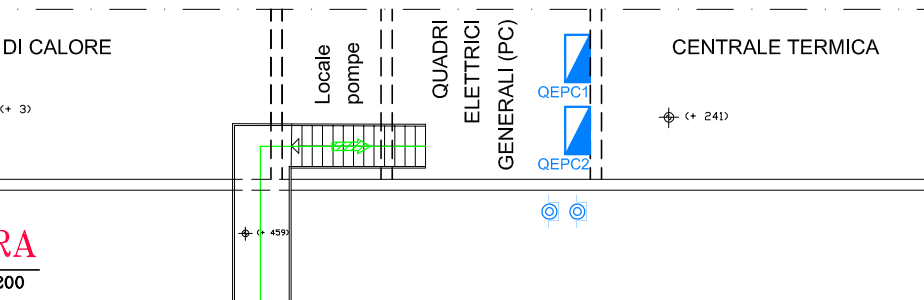 DI CALORE
Locale
pompe
QUADRI
ELETTRICI
GENERALI (PC)
QEPC1
QEPC2
CENTRALE TERMICA
(+ 3)
(+ 241)
(+ 459)
RA
200